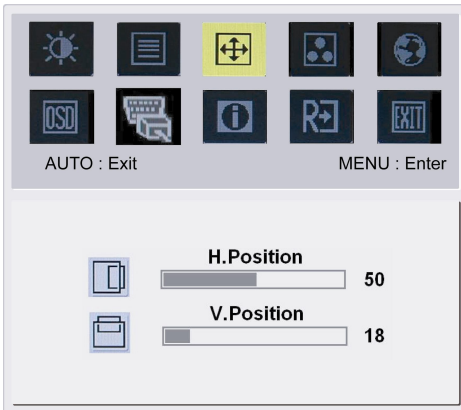 OSD
i
R
EXIT
AUTO : Exit
MENU : Enter
H.Position
50
V.Position
18